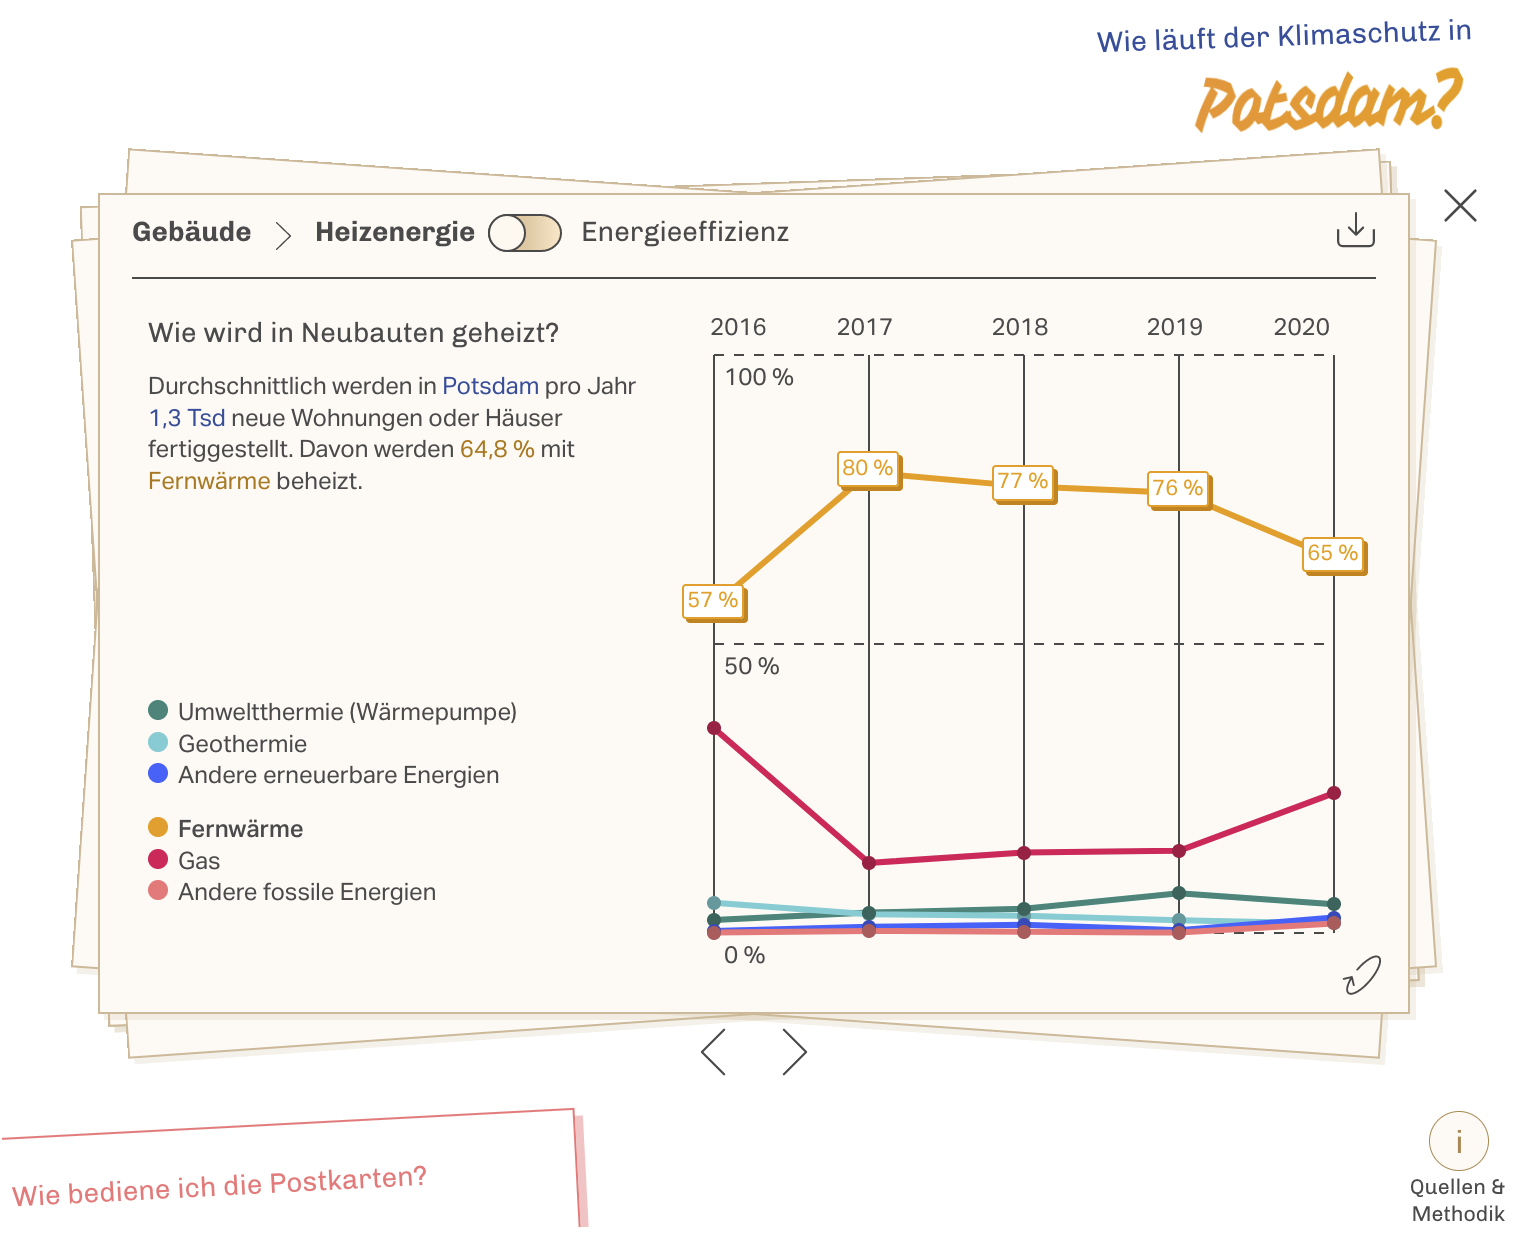 Wie läuft der Klimaschutz in
Potsdam?
Gebäude > Heizenergie Energieeffizienz
Wie wird in Neubauten geheizt?
Durchschnittlich werden in Potsdam pro Jahr
1,3 Tsd neue Wohnungen oder Häuser
fertiggestellt. Davon werden 64,8 % mit
Fernwärme beheizt.
Umweltthermie (Wärmepumpe)
Geothermie
Andere erneuerbare Energien
Fernwärme
Gas
Andere fossile Energien
2016 2017 2018 2019 2020
100 %
80 %
77 %
76 %
65 %
57 %
50 %
0 %
Wie bediene ich die Postkarten?
i
Quellen &
Methodik